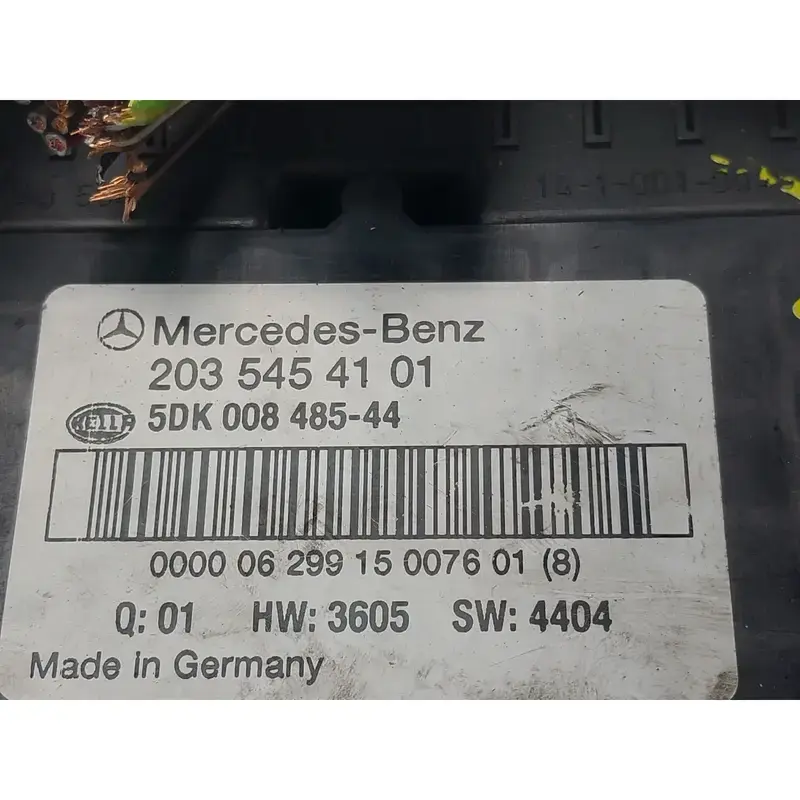 Mercedes-Benz
203 545 41 01
HELLA 5DK 008 485-44
0000 06 299 15 0076 01 (8)
Q: 01 HW: 3605 SW: 4404
Made in Germany